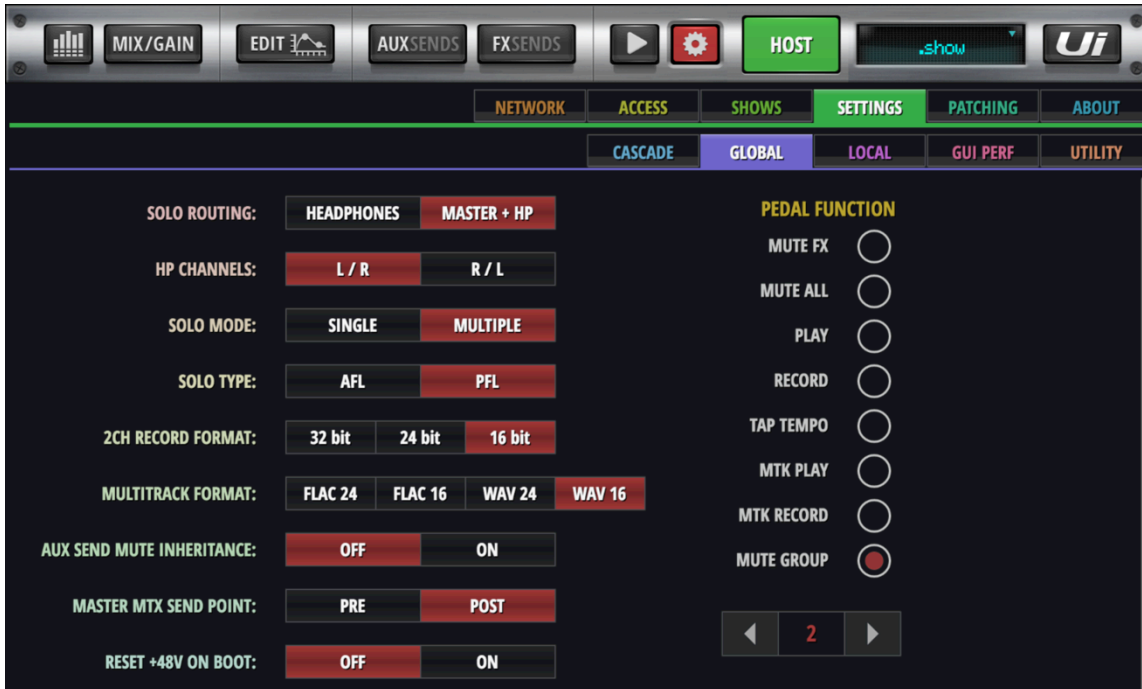 MIX/GAIN EDIT AUXSENDS FXSENDS HOST .show Ui
NETWORK ACCESS SHOWS SETTINGS PATCHING ABOUT
CASCADE GLOBAL LOCAL GUI PERF UTILITY
SOLO ROUTING: HEADPHONES MASTER + HP
HP CHANNELS: L / R R / L
SOLO MODE: SINGLE MULTIPLE
SOLO TYPE: AFL PFL
2CH RECORD FORMAT: 32 bit 24 bit 16 bit
MULTITRACK FORMAT: FLAC 24 FLAC 16 WAV 24 WAV 16
AUX SEND MUTE INHERITANCE: OFF ON
MASTER MTX SEND POINT: PRE POST
RESET +48V ON BOOT: OFF ON
PEDAL FUNCTION
MUTE FX
MUTE ALL
PLAY
RECORD
TAP TEMPO
MTK PLAY
MTK RECORD
MUTE GROUP
2